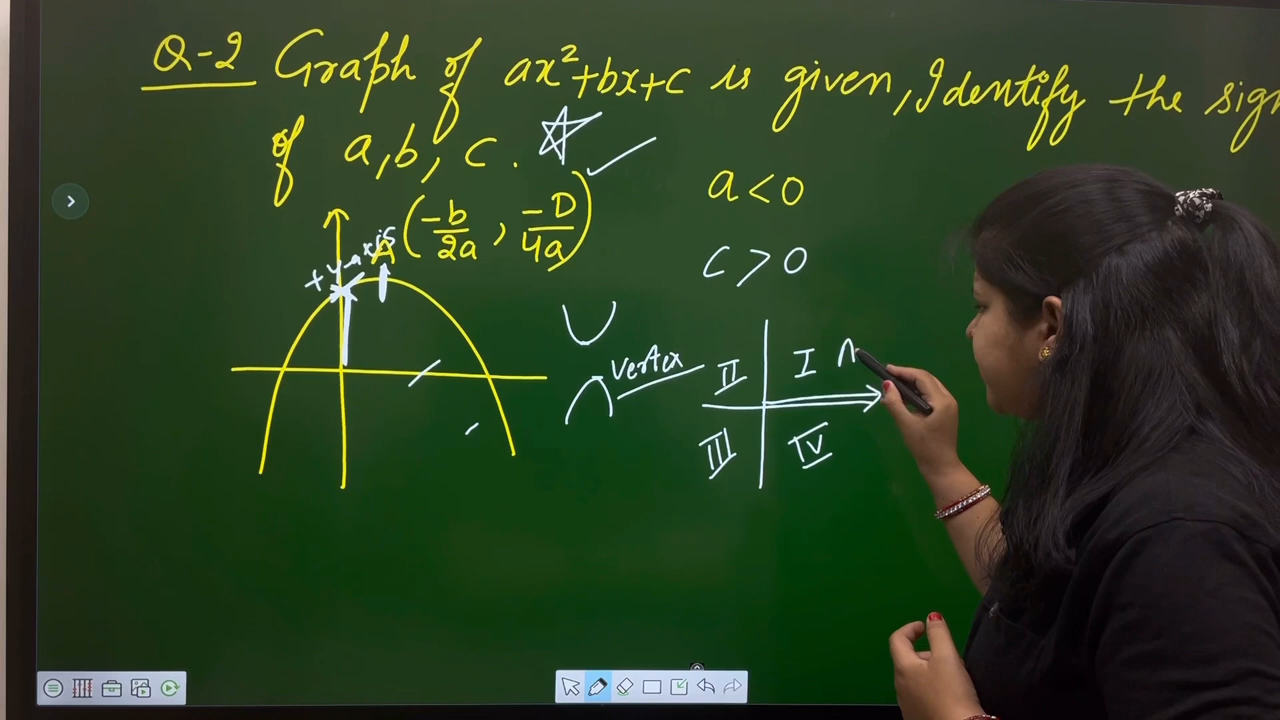 Q-2 Graph of ax²+bx+c is given, Identify the sign
of a, b, c.
A (-b/2a, -D/4a)
a < 0
+y-axis
c > 0
vertex
II I
III IV